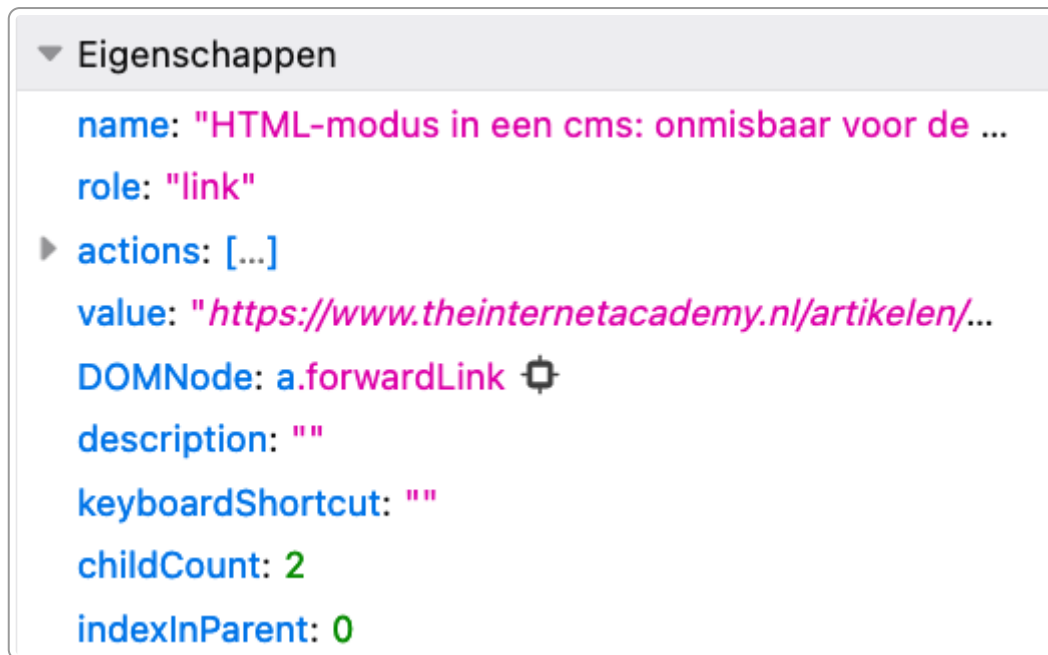 Eigenschappen
name: "HTML-modus in een cms: onmisbaar voor de ...
role: "link"
actions: […]
value: "https://www.theinternetacademy.nl/artikelen/...
DOMNode: a.forwardLink
description: ""
keyboardShortcut: ""
childCount: 2
indexInParent: 0